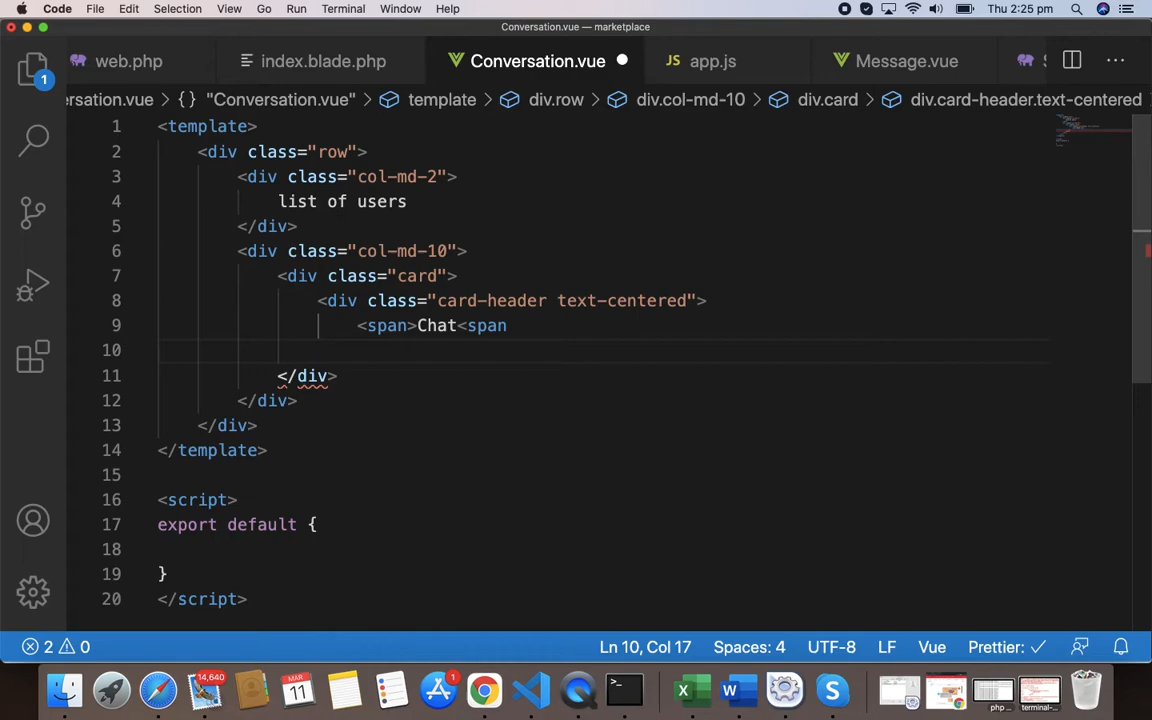 Code File Edit Selection View Go Run Terminal Window Help Thu 2:25 pm
Conversation.vue — marketplace
1 web.php index.blade.php Conversation.vue JS app.js Message.vue
ersation.vue > {} "Conversation.vue" > template > div.row > div.col-md-10 > div.card > div.card-header.text-centered
1 <template>
2 <div class="row">
3 <div class="col-md-2">
4 list of users
5 </div>
6 <div class="col-md-10">
7 <div class="card">
8 <div class="card-header text-centered">
9 <span>Chat<span
10
11 </div>
12 </div>
13 </div>
14 </template>
15
16 <script>
17 export default {
18
19 }
20 </script>
2 0 Ln 10, Col 17 Spaces: 4 UTF-8 LF Vue Prettier: ✓
14,640 MAR 11 1 >_ X W S php ... terminal-...